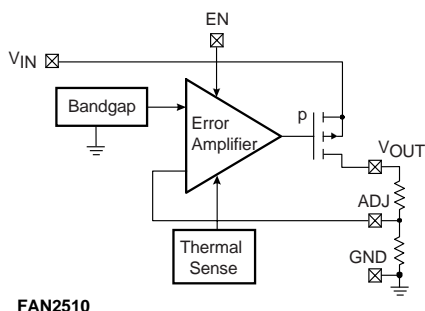 EN
VIN
Bandgap
Error
Amplifier
p
VOUT
ADJ
Thermal
Sense
GND
FAN2510